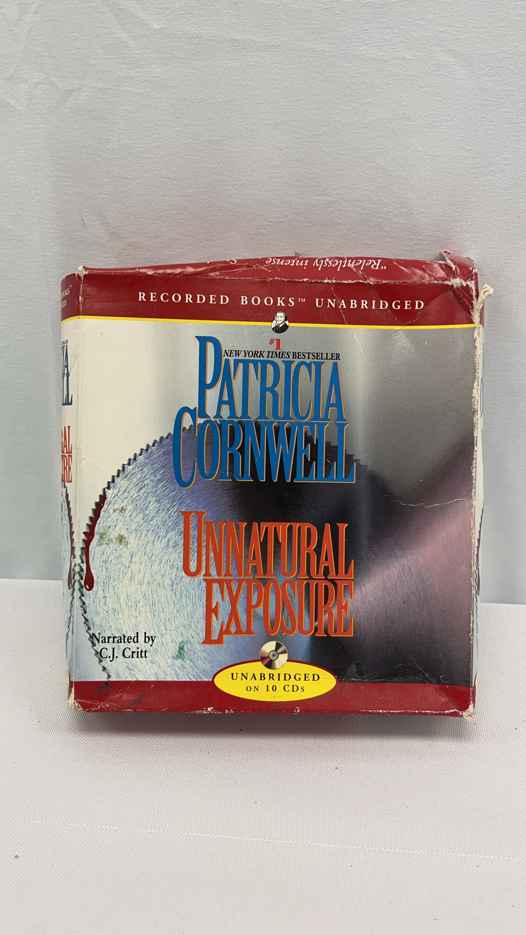 "Relentlessly intense
RECORDED BOOKS™ UNABRIDGED
#1
NEW YORK TIMES BESTSELLER
PATRICIA
CORNWELL
UNNATURAL
EXPOSURE
Narrated by
C.J. Critt
UNABRIDGED
ON 10 CDs